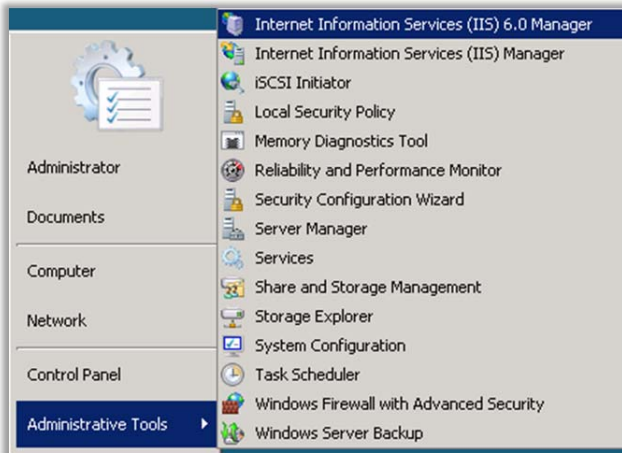 Administrator
Documents
Computer
Network
Control Panel
Administrative Tools
Internet Information Services (IIS) 6.0 Manager
Internet Information Services (IIS) Manager
iSCSI Initiator
Local Security Policy
Memory Diagnostics Tool
Reliability and Performance Monitor
Security Configuration Wizard
Server Manager
Services
Share and Storage Management
Storage Explorer
System Configuration
Task Scheduler
Windows Firewall with Advanced Security
Windows Server Backup